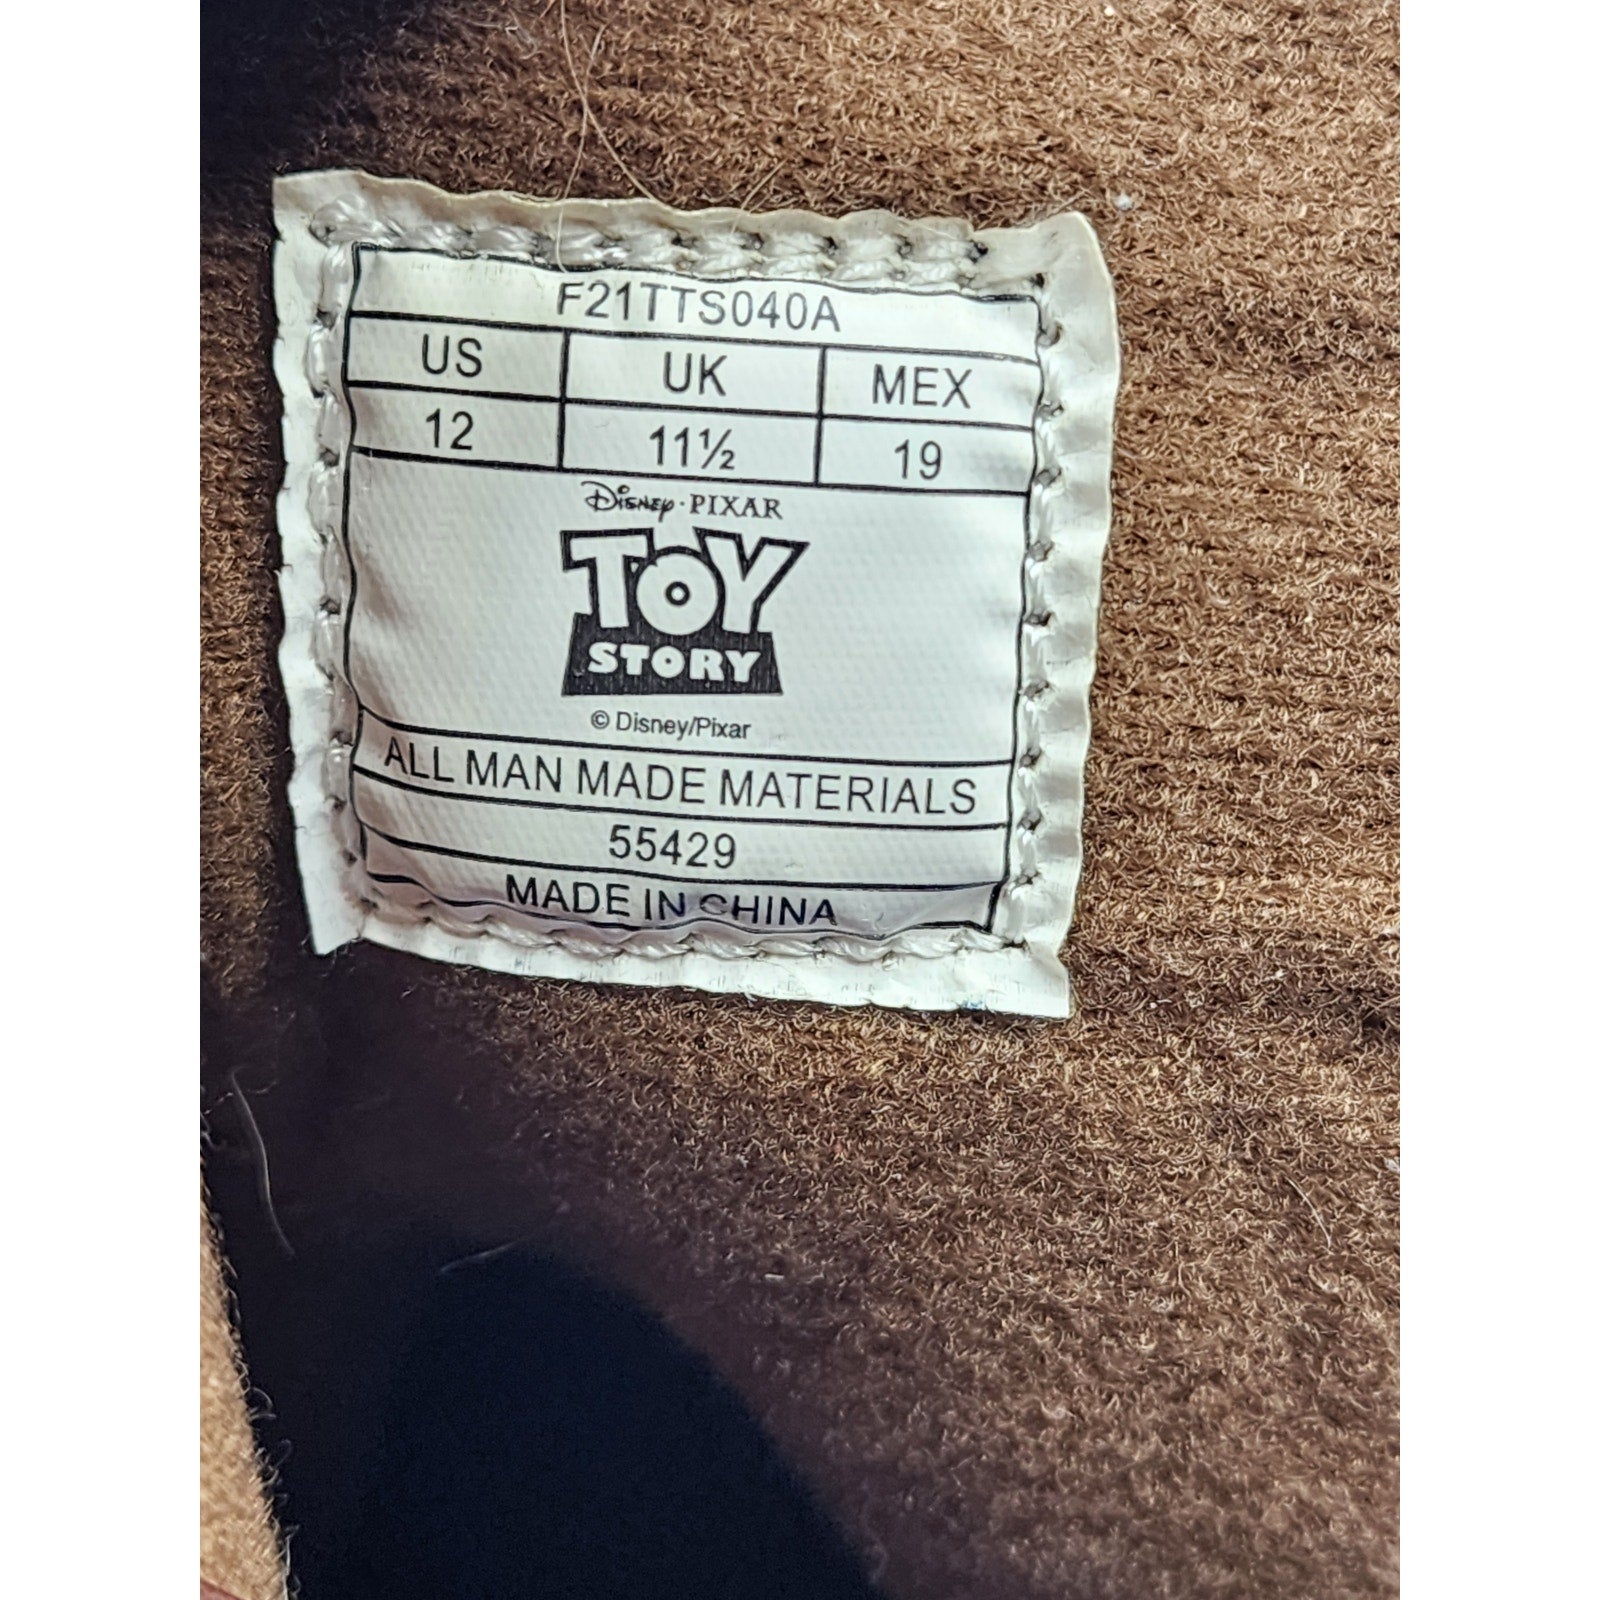 F21TTS040A
US UK MEX
12 11½ 19
Disney·PIXAR
TOY
STORY
© Disney/Pixar
ALL MAN MADE MATERIALS
55429
MADE IN CHINA